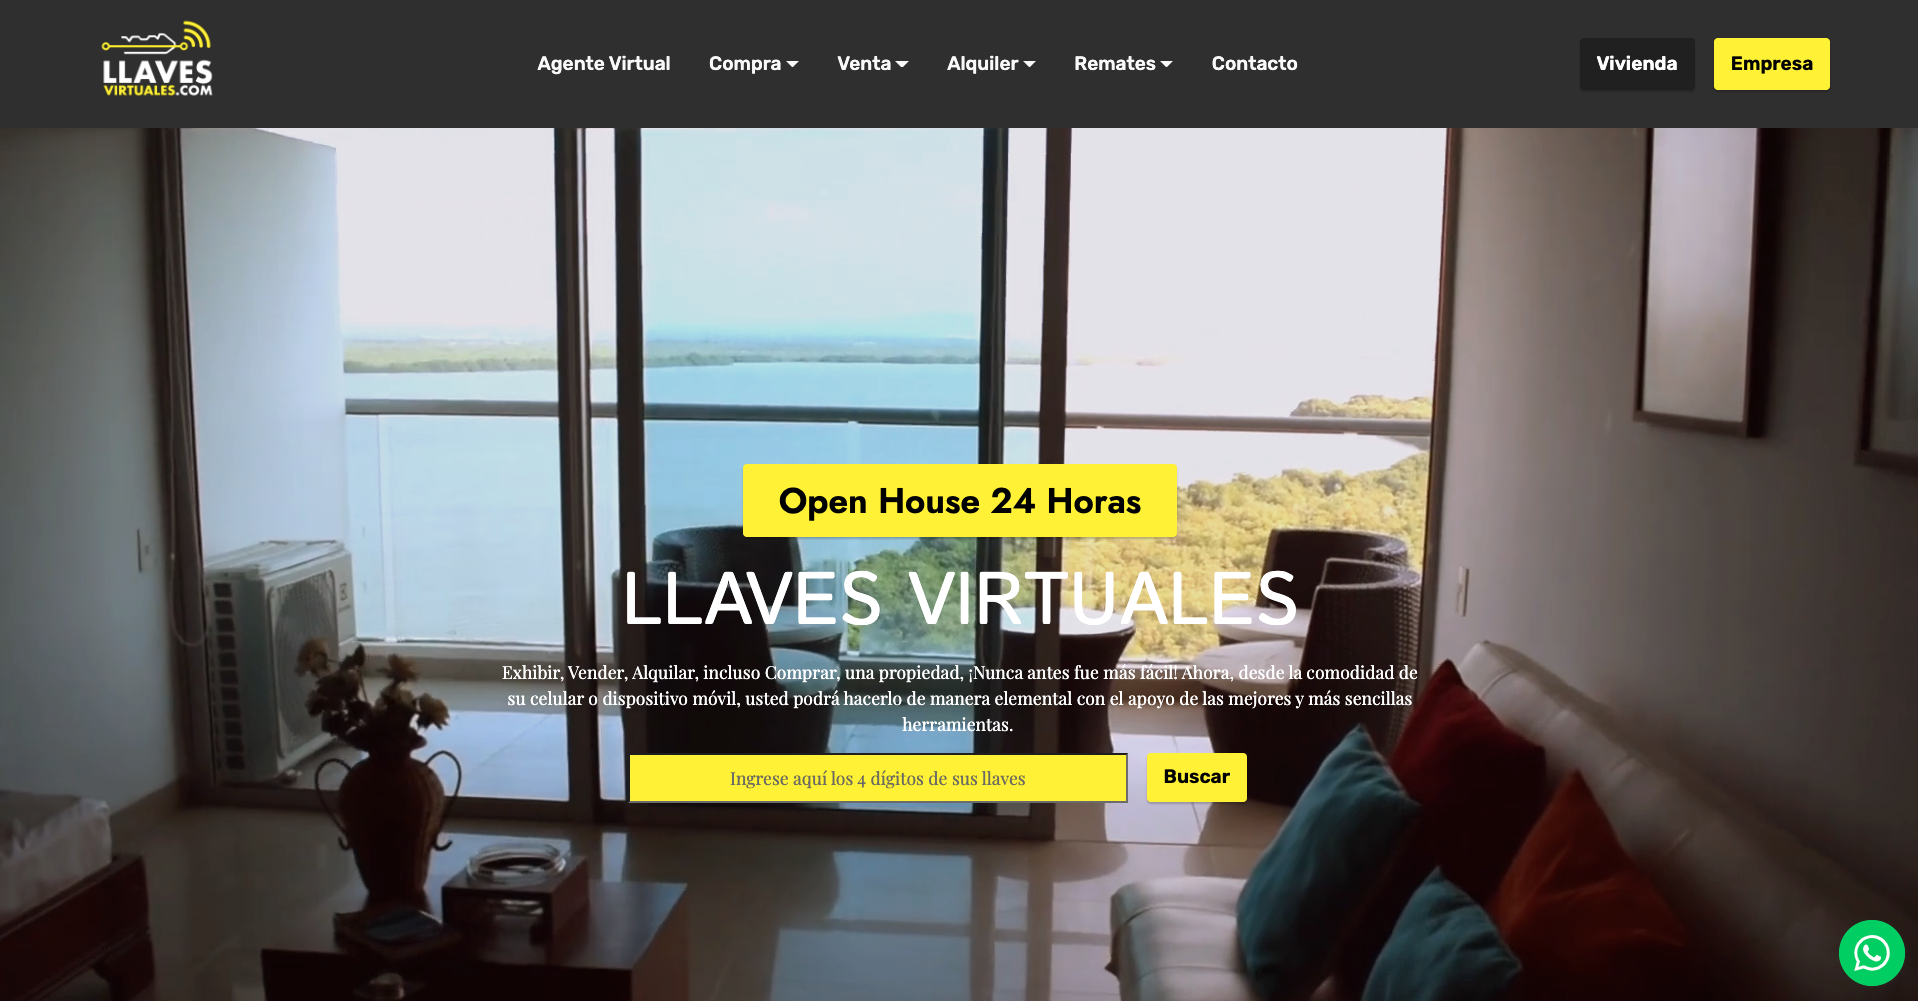 LLAVES
VIRTUALES.COM
Agente Virtual
Compra
Venta
Alquiler
Remates
Contacto
Vivienda
Empresa
Open House 24 Horas
LLAVES VIRTUALES
Exhibir, Vender, Alquilar, incluso Comprar, una propiedad, ¡Nunca antes fue más fácil! Ahora, desde la comodidad de
su celular o dispositivo móvil, usted podrá hacerlo de manera elemental con el apoyo de las mejores y más sencillas
herramientas.
Ingrese aquí los 4 dígitos de sus llaves
Buscar